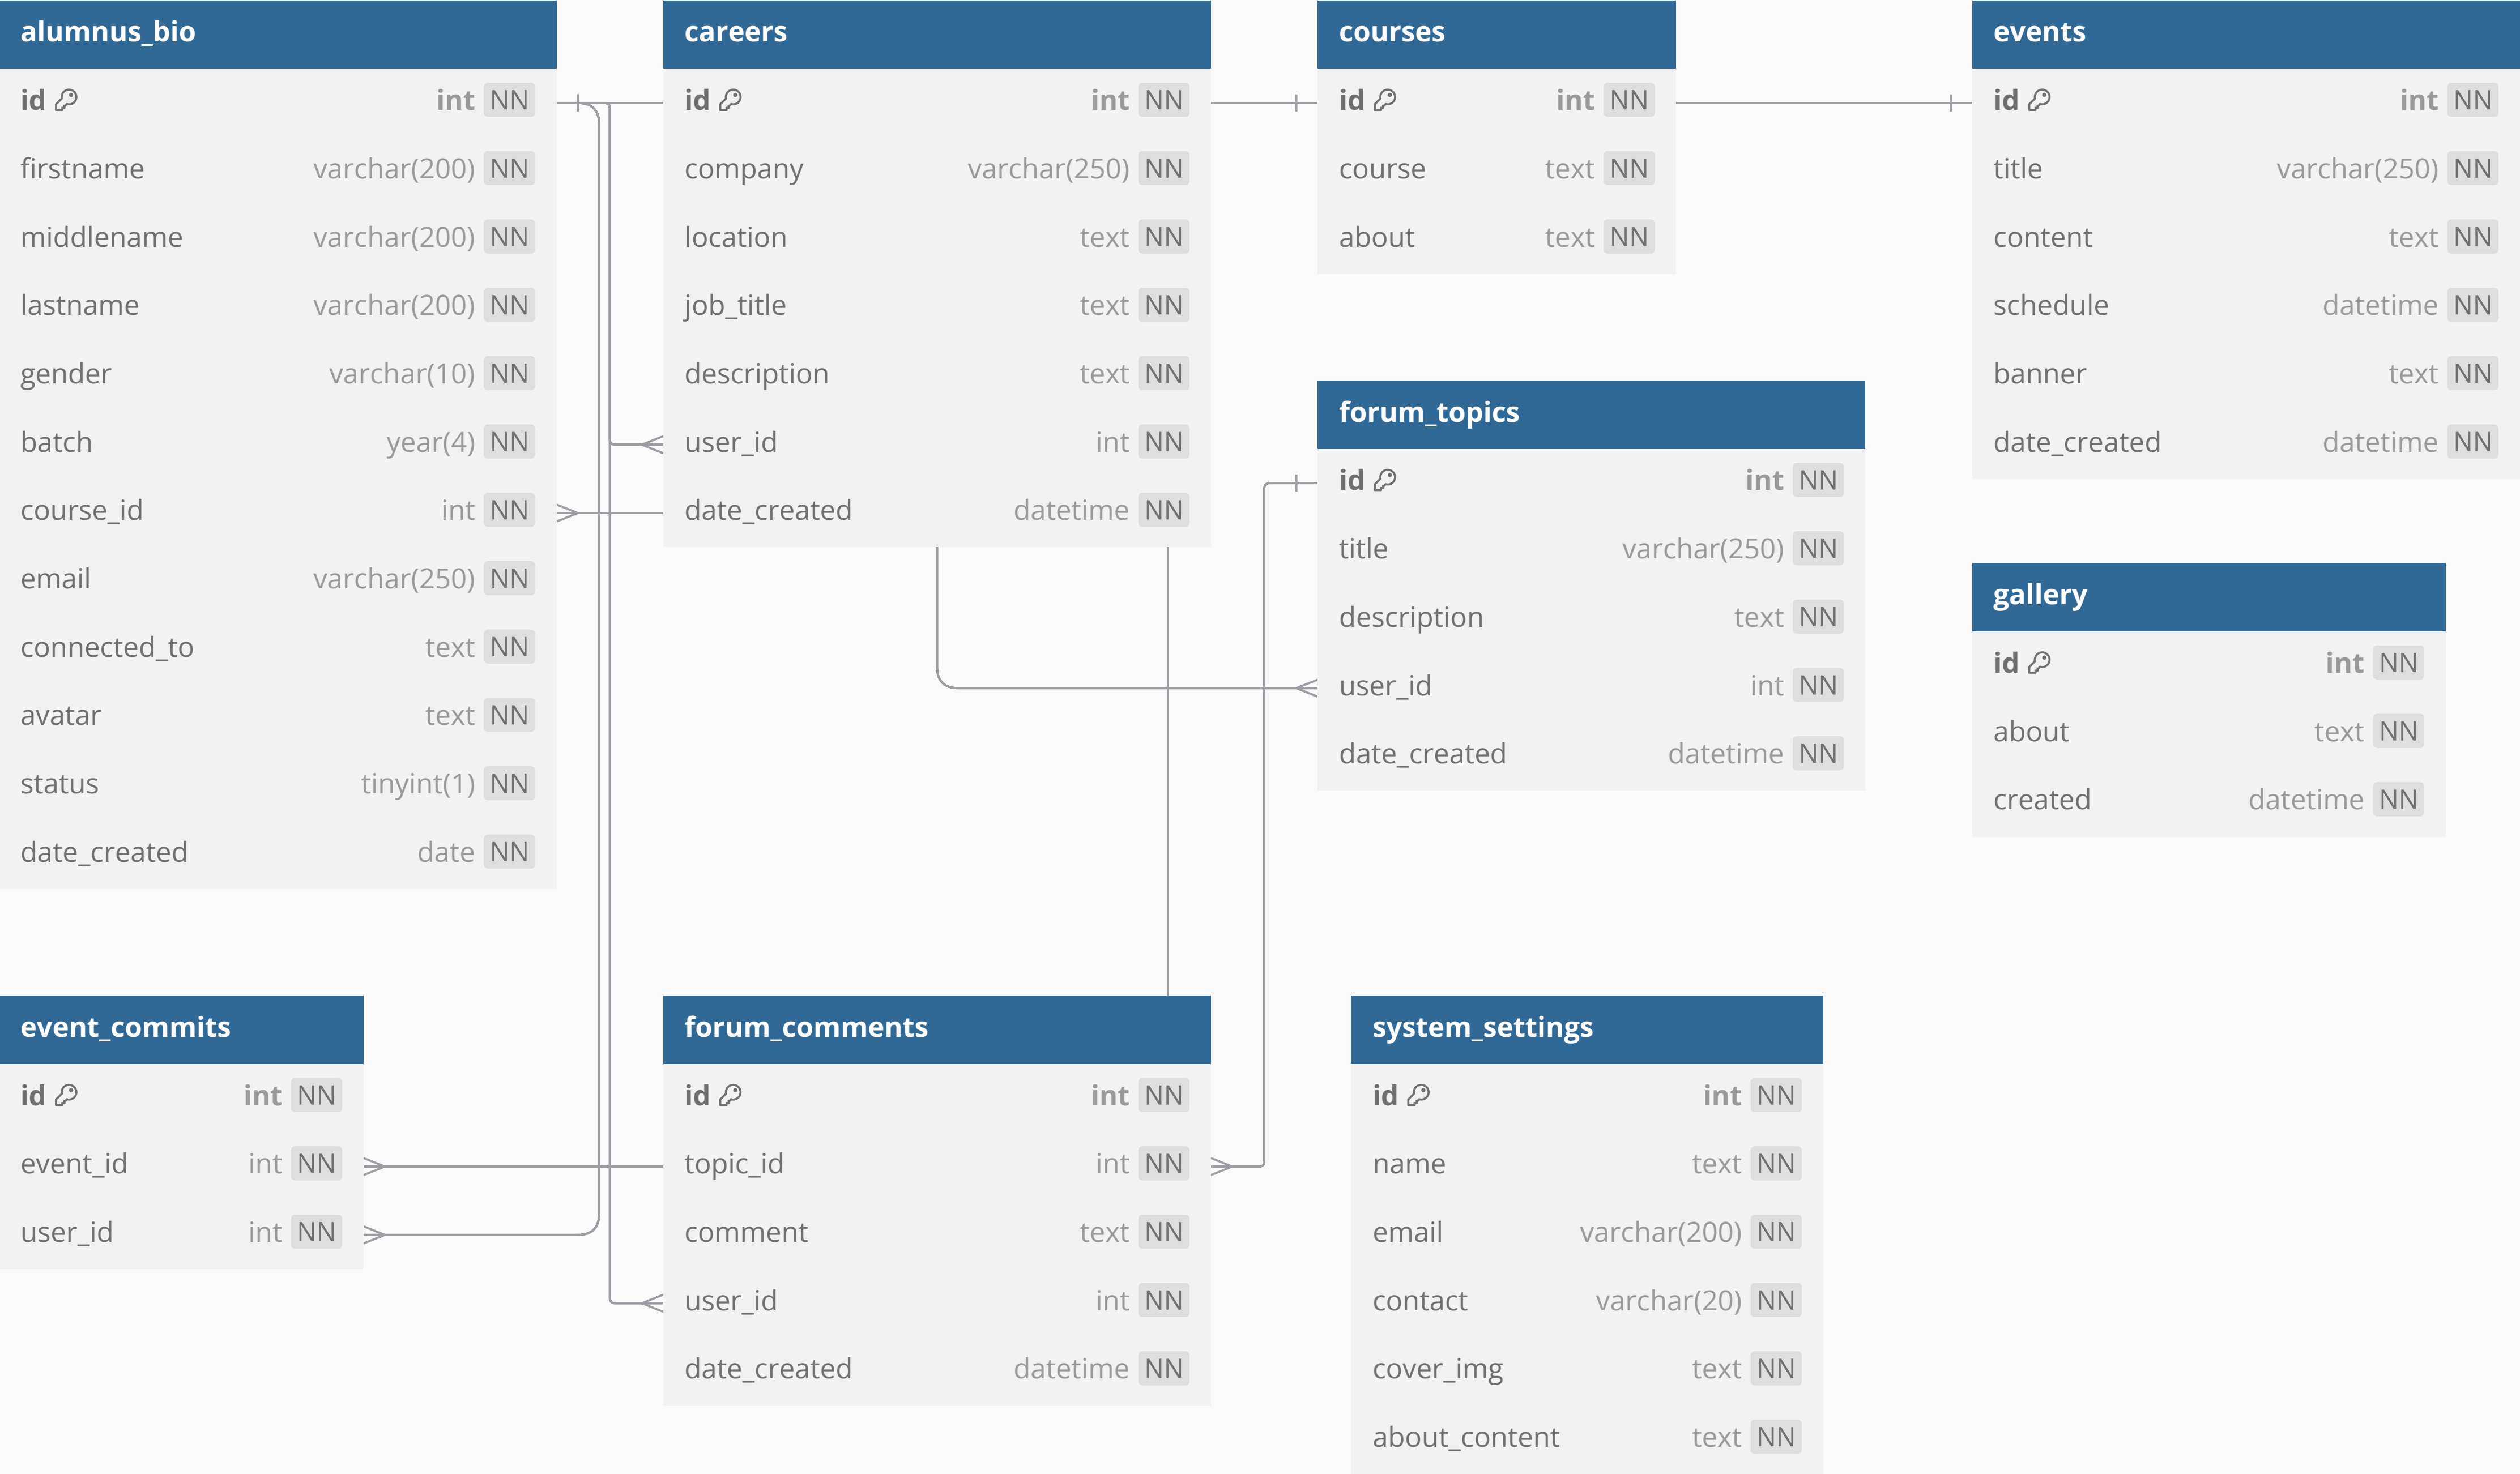 alumnus_bio
id int NN
firstname varchar(200) NN
middlename varchar(200) NN
lastname varchar(200) NN
gender varchar(10) NN
batch year(4) NN
course_id int NN
email varchar(250) NN
connected_to text NN
avatar text NN
status tinyint(1) NN
date_created date NN
careers
id int NN
company varchar(250) NN
location text NN
job_title text NN
description text NN
user_id int NN
date_created datetime NN
courses
id int NN
course text NN
about text NN
events
id int NN
title varchar(250) NN
content text NN
schedule datetime NN
banner text NN
date_created datetime NN
forum_topics
id int NN
title varchar(250) NN
description text NN
user_id int NN
date_created datetime NN
gallery
id int NN
about text NN
created datetime NN
event_commits
id int NN
event_id int NN
user_id int NN
forum_comments
id int NN
topic_id int NN
comment text NN
user_id int NN
date_created datetime NN
system_settings
id int NN
name text NN
email varchar(200) NN
contact varchar(20) NN
cover_img text NN
about_content text NN